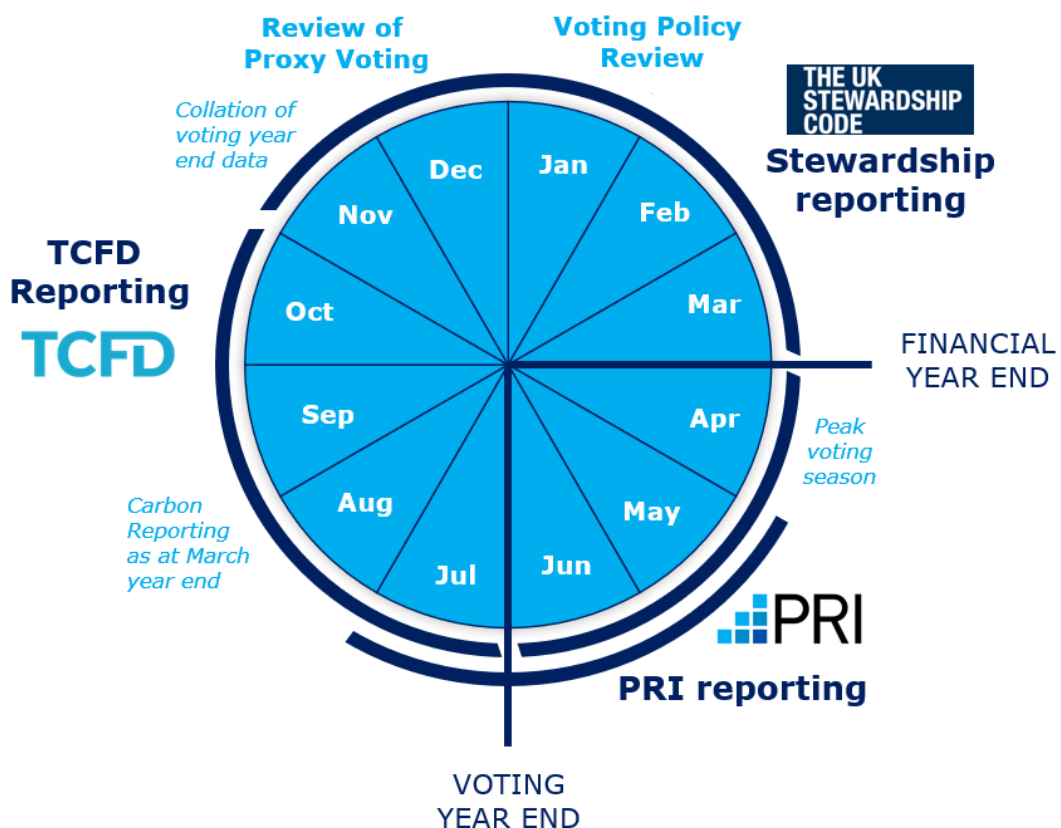 Review of
Proxy Voting
Voting Policy
Review
Collation of
voting year
end data
THE UK
STEWARDSHIP
CODE
Stewardship
reporting
Dec
Jan
Nov
Feb
TCFD
Reporting
TCFD
Oct
Mar
FINANCIAL
YEAR END
Sep
Apr
Peak
voting
season
Carbon
Reporting
as at March
year end
Aug
May
Jul
Jun
PRI
PRI reporting
VOTING
YEAR END